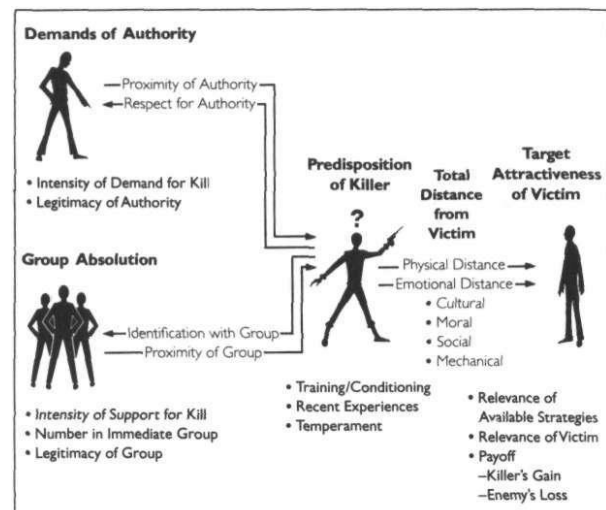 Demands of Authority
Proximity of Authority
Respect for Authority
• Intensity of Demand for Kill
• Legitimacy of Authority
Group Absolution
Identification with Group
Proximity of Group
• Intensity of Support for Kill
• Number in Immediate Group
• Legitimacy of Group
Predisposition
of Killer
?
• Training/Conditioning
• Recent Experiences
• Temperament
Total
Distance
from
Victim
Physical Distance
Emotional Distance
• Cultural
• Moral
• Social
• Mechanical
Target
Attractiveness
of Victim
• Relevance of
Available Strategies
• Relevance of Victim
• Payoff
–Killer's Gain
–Enemy's Loss